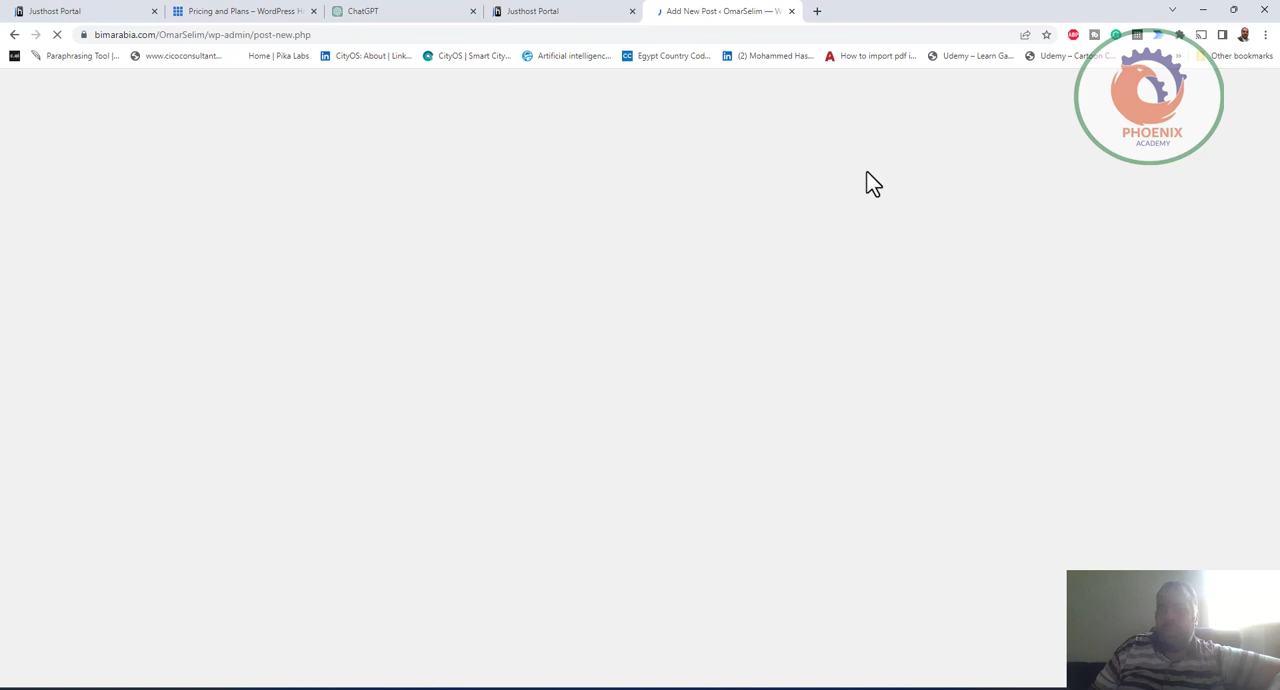 Justhost Portal
Pricing and Plans – WordPress H
ChatGPT
Justhost Portal
Add New Post ‹ OmarSelim — W
bimarabia.com/OmarSelim/wp-admin/post-new.php
Paraphrasing Tool |...
www.cicoconsultant...
Home | Pika Labs
CityOS: About | Link...
CityOS | Smart City...
Artificial intelligenc...
Egypt Country Cod...
(2) Mohammed Has...
How to import pdf i...
Udemy – Learn Ga...
Udemy – Cartoon C...
Other bookmarks
PHOENIX
ACADEMY